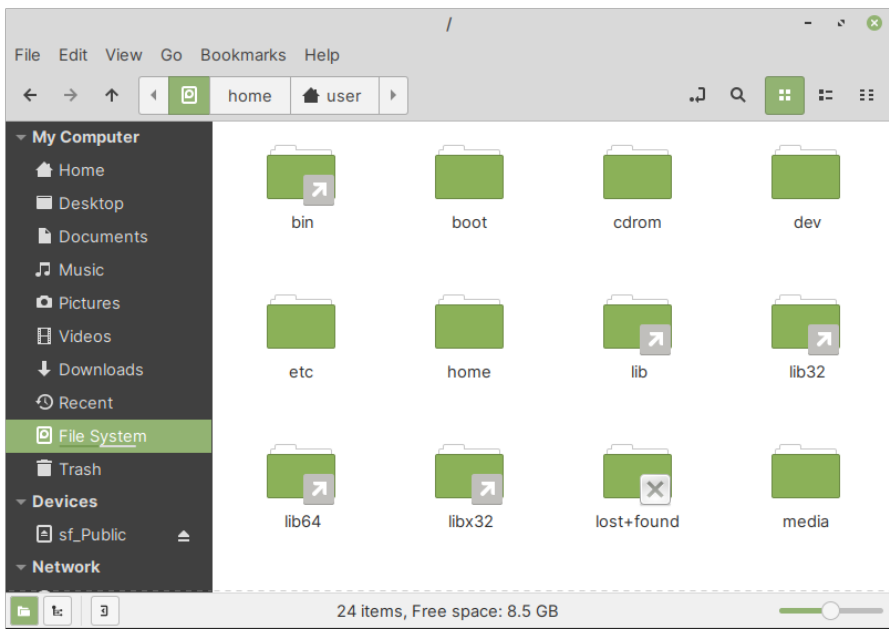 /
File Edit View Go Bookmarks Help
home user
My Computer
Home
Desktop
Documents
Music
Pictures
Videos
Downloads
Recent
File System
Trash
Devices
sf_Public
Network
bin boot cdrom dev
etc home lib lib32
lib64 libx32 lost+found media
24 items, Free space: 8.5 GB